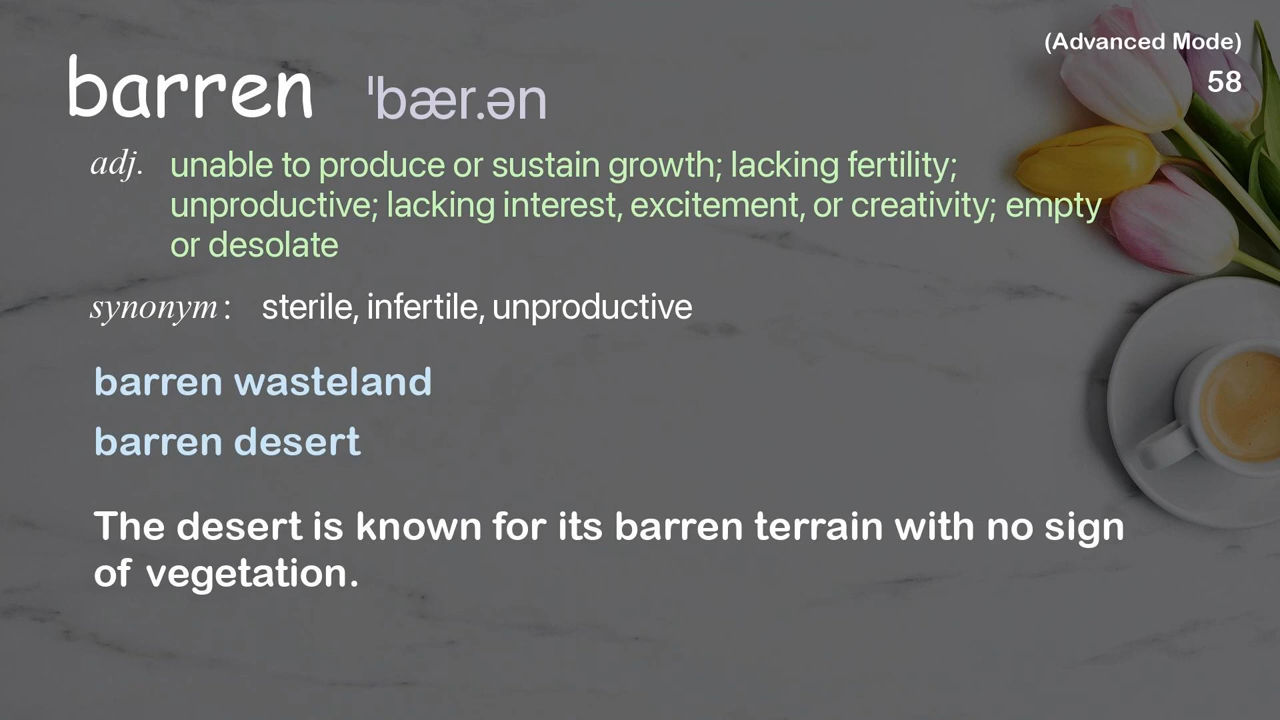 (Advanced Mode)
barren ˈbær.ən
58
adj. unable to produce or sustain growth; lacking fertility;
unproductive; lacking interest, excitement, or creativity; empty
or desolate
synonym: sterile, infertile, unproductive
barren wasteland
barren desert
The desert is known for its barren terrain with no sign
of vegetation.